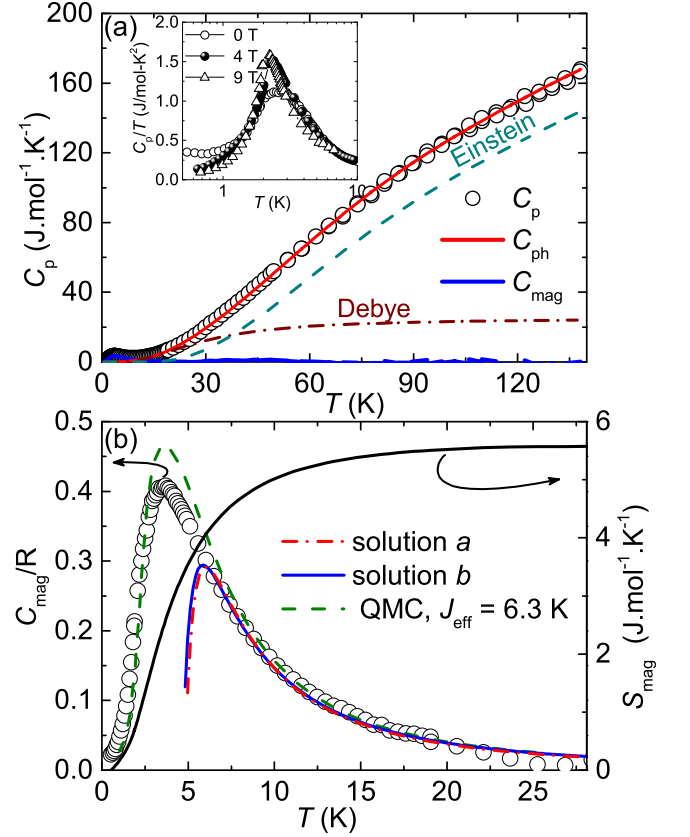 (a)
0 T
4 T
9 T
C_p/T (J/mol-K²)
2.0
1.5
1.0
0.5
0.0
1
10
T (K)
Einstein
Debye
C_p
C_ph
C_mag
C_p (J.mol⁻¹.K⁻¹)
200
160
120
80
40
0
0 30 60 90 120
T (K)
(b)
solution a
solution b
QMC, J_eff = 6.3 K
C_mag/R
0.5
0.4
0.3
0.2
0.1
0.0
S_mag (J.mol⁻¹.K⁻¹)
6
4
2
0
0 5 10 15 20 25
T (K)